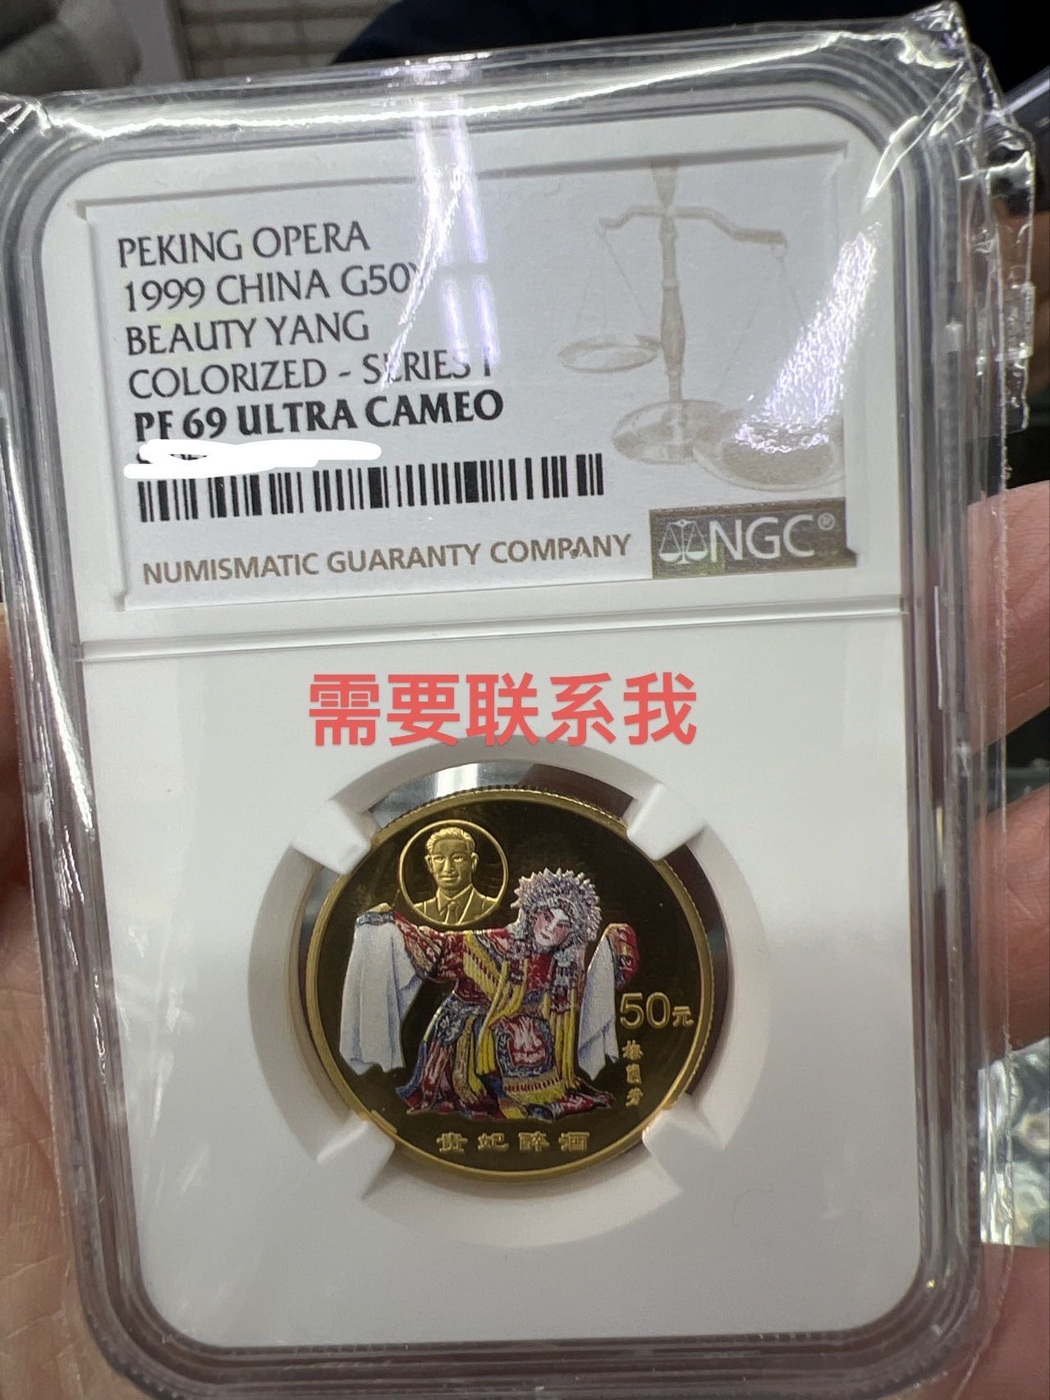 PEKING OPERA
1999 CHINA G50Y
BEAUTY YANG
COLORIZED - SERIES I
PF 69 ULTRA CAMEO
NUMISMATIC GUARANTY COMPANY
NGC®
需要联系我
50元
梅兰芳
贵妃醉酒